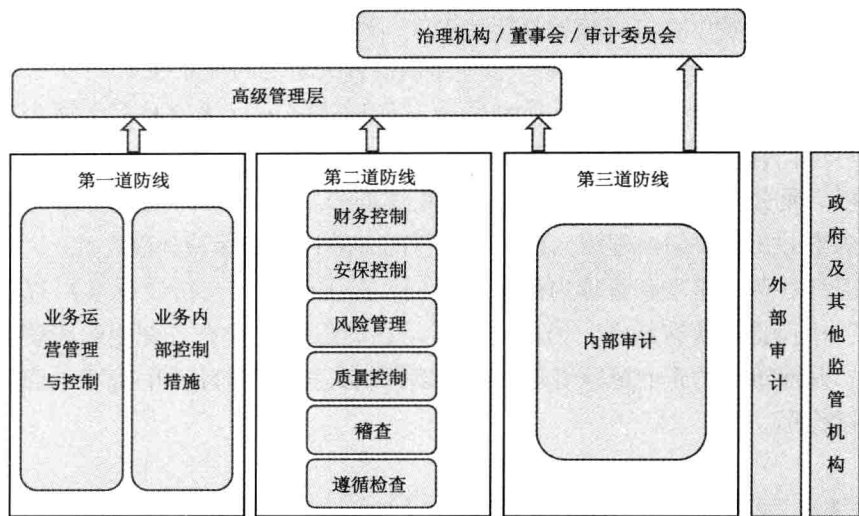 治理机构/董事会/审计委员会
高级管理层
第一道防线
业务运
营管理
与控制
业务内
部控制
措施
第二道防线
财务控制
安保控制
风险管理
质量控制
稽查
遵循检查
第三道防线
内部审计
外部审计
政府及其他监管机构